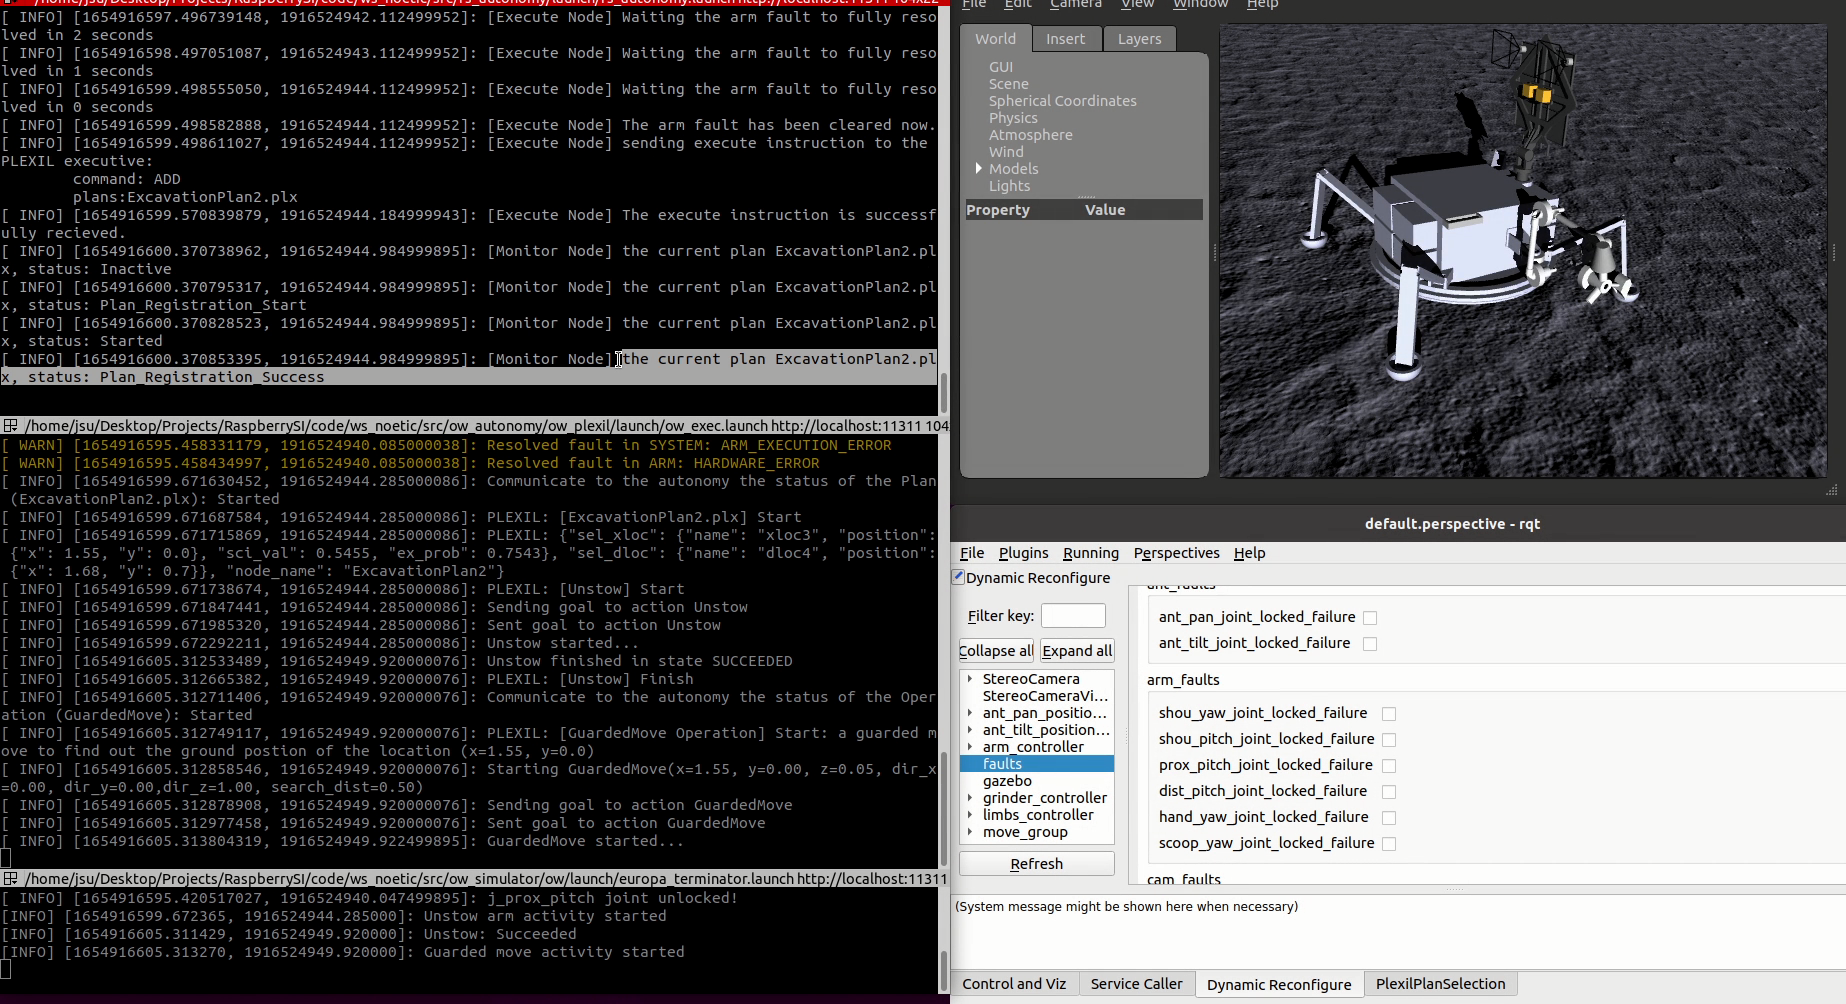 /home/jsu/Desktop/Projects/RaspberrySI/code/ws_noetic/src/rs_autonomy/launch/rs_autonomy.launch http://localhost:11311 104x22
[ INFO] [1654916597.496739148, 1916524942.112499952]: [Execute Node] Waiting the arm fault to fully reso
lved in 2 seconds
[ INFO] [1654916598.497051087, 1916524943.112499952]: [Execute Node] Waiting the arm fault to fully reso
lved in 1 seconds
[ INFO] [1654916599.498555050, 1916524944.112499952]: [Execute Node] Waiting the arm fault to fully reso
lved in 0 seconds
[ INFO] [1654916599.498582888, 1916524944.112499952]: [Execute Node] The arm fault has been cleared now.
[ INFO] [1654916599.498611027, 1916524944.112499952]: [Execute Node] sending execute instruction to the
PLEXIL executive:
command: ADD
plans:ExcavationPlan2.plx
[ INFO] [1654916599.570839879, 1916524944.184999943]: [Execute Node] The execute instruction is successf
ully recieved.
[ INFO] [1654916600.370738962, 1916524944.984999895]: [Monitor Node] the current plan ExcavationPlan2.pl
x, status: Inactive
[ INFO] [1654916600.370795317, 1916524944.984999895]: [Monitor Node] the current plan ExcavationPlan2.pl
x, status: Plan_Registration_Start
[ INFO] [1654916600.370828523, 1916524944.984999895]: [Monitor Node] the current plan ExcavationPlan2.pl
x, status: Started
[ INFO] [1654916600.370853395, 1916524944.984999895]: [Monitor Node] the current plan ExcavationPlan2.pl
x, status: Plan_Registration_Success
/home/jsu/Desktop/Projects/RaspberrySI/code/ws_noetic/src/ow_autonomy/ow_plexil/launch/ow_exec.launch http://localhost:11311 104
[ WARN] [1654916595.458331179, 1916524940.085000038]: Resolved fault in SYSTEM: ARM_EXECUTION_ERROR
[ WARN] [1654916595.458434997, 1916524940.085000038]: Resolved fault in ARM: HARDWARE_ERROR
[ INFO] [1654916599.671630452, 1916524944.285000086]: Communicate to the autonomy the status of the Plan
(ExcavationPlan2.plx): Started
[ INFO] [1654916599.671687584, 1916524944.285000086]: PLEXIL: [ExcavationPlan2.plx] Start
[ INFO] [1654916599.671715869, 1916524944.285000086]: PLEXIL: {"sel_xloc": {"name": "xloc3", "position":
{"x": 1.55, "y": 0.0}, "sci_val": 0.5455, "ex_prob": 0.7543}, "sel_dloc": {"name": "dloc4", "position":
{"x": 1.68, "y": 0.7}}, "node_name": "ExcavationPlan2"}
[ INFO] [1654916599.671738674, 1916524944.285000086]: PLEXIL: [Unstow] Start
[ INFO] [1654916599.671847441, 1916524944.285000086]: Sending goal to action Unstow
[ INFO] [1654916599.671985320, 1916524944.285000086]: Sent goal to action Unstow
[ INFO] [1654916599.672292211, 1916524944.285000086]: Unstow started...
[ INFO] [1654916605.312533489, 1916524949.920000076]: Unstow finished in state SUCCEEDED
[ INFO] [1654916605.312665382, 1916524949.920000076]: PLEXIL: [Unstow] Finish
[ INFO] [1654916605.312711406, 1916524949.920000076]: Communicate to the autonomy the status of the Oper
ation (GuardedMove): Started
[ INFO] [1654916605.312749117, 1916524949.920000076]: PLEXIL: [GuardedMove Operation] Start: a guarded m
ove to find out the ground postion of the location (x=1.55, y=0.0)
[ INFO] [1654916605.312858546, 1916524949.920000076]: Starting GuardedMove(x=1.55, y=0.00, z=0.05, dir_x
=0.00, dir_y=0.00,dir_z=1.00, search_dist=0.50)
[ INFO] [1654916605.312878908, 1916524949.920000076]: Sending goal to action GuardedMove
[ INFO] [1654916605.312977458, 1916524949.920000076]: Sent goal to action GuardedMove
[ INFO] [1654916605.313804319, 1916524949.922499895]: GuardedMove started...
/home/jsu/Desktop/Projects/RaspberrySI/code/ws_noetic/src/ow_simulator/ow/launch/europa_terminator.launch http://localhost:11311
[ INFO] [1654916595.420517027, 1916524940.047499895]: j_prox_pitch joint unlocked!
[INFO] [1654916599.672365, 1916524944.285000]: Unstow arm activity started
[INFO] [1654916605.311429, 1916524949.920000]: Unstow: Succeeded
[INFO] [1654916605.313270, 1916524949.920000]: Guarded move activity started
File Edit Camera View Window Help
World Insert Layers
GUI
Scene
Spherical Coordinates
Physics
Atmosphere
Wind
Models
Lights
Property Value
default.perspective - rqt
File Plugins Running Perspectives Help
Dynamic Reconfigure
Filter key:
Collapse all Expand all
StereoCamera
StereoCameraVi...
ant_pan_positio...
ant_tilt_position...
arm_controller
faults
gazebo
grinder_controller
limbs_controller
move_group
Refresh
ant_faults
ant_pan_joint_locked_failure
ant_tilt_joint_locked_failure
arm_faults
shou_yaw_joint_locked_failure
shou_pitch_joint_locked_failure
prox_pitch_joint_locked_failure
dist_pitch_joint_locked_failure
hand_yaw_joint_locked_failure
scoop_yaw_joint_locked_failure
cam_faults
(System message might be shown here when necessary)
Control and Viz Service Caller Dynamic Reconfigure PlexilPlanSelection